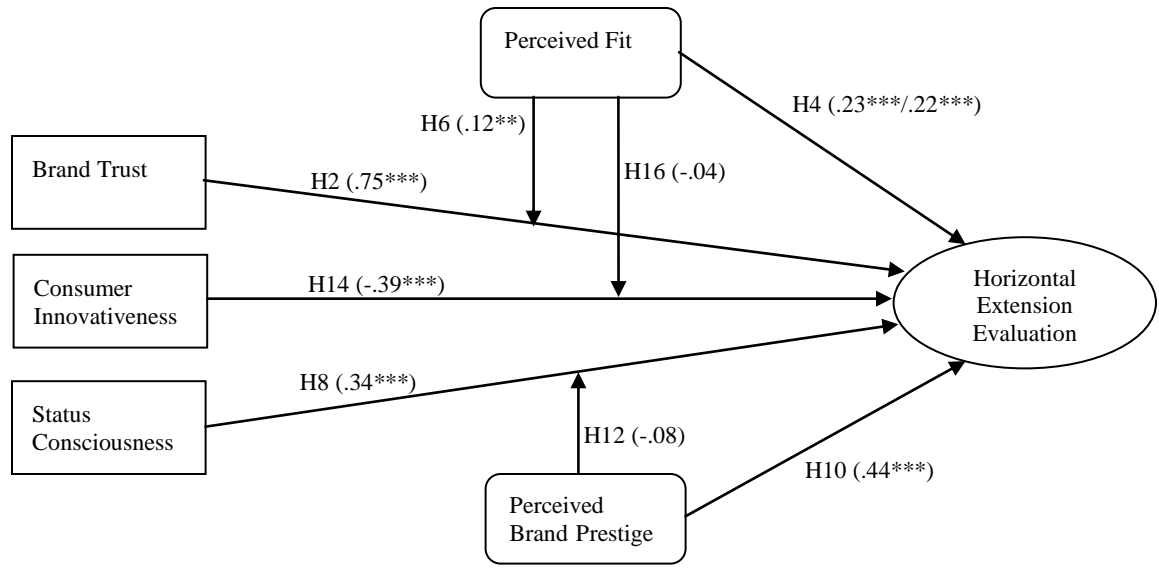 Perceived Fit
H4 (.23***/.22***)
H6 (.12**)
Brand Trust
H16 (-.04)
H2 (.75***)
Consumer
Innovativeness
H14 (-.39***)
Horizontal
Extension
Evaluation
H8 (.34***)
Status
Consciousness
H12 (-.08)
H10 (.44***)
Perceived
Brand Prestige